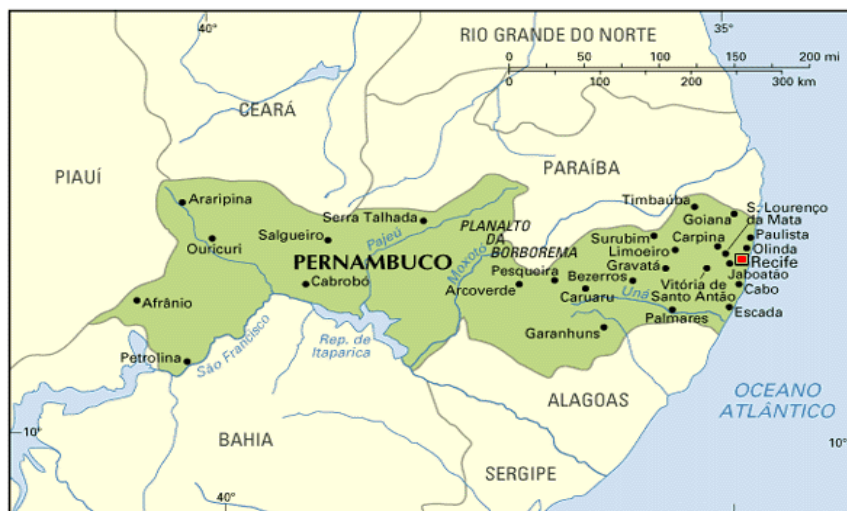 40°
35°
RIO GRANDE DO NORTE
0 50 100 150 200 mi
0 100 200 300 km
CEARÁ
PIAUÍ
PARAÍBA
Araripina
Timbaúba
S. Lourenço
da Mata
Goiana
Serra Talhada
PLANALTO
DA
BORBOREMA
Ouricuri
Salgueiro
Pajeú
Surubim
Carpina
Paulista
Limoeiro
Olinda
PERNAMBUCO
Moxotó
Gravatá
Recife
Pesqueira
Bezerros
Jaboatão
Cabrobó
Arcoverde
Caruaru
Uná
Vitória de
Santo Antão
Cabo
Afrânio
Garanhuns
Palmares
Escada
Petrolina
São Francisco
Rep. de
Itaparica
ALAGOAS
OCEANO
ATLÂNTICO
10°
BAHIA
10°
SERGIPE
40°